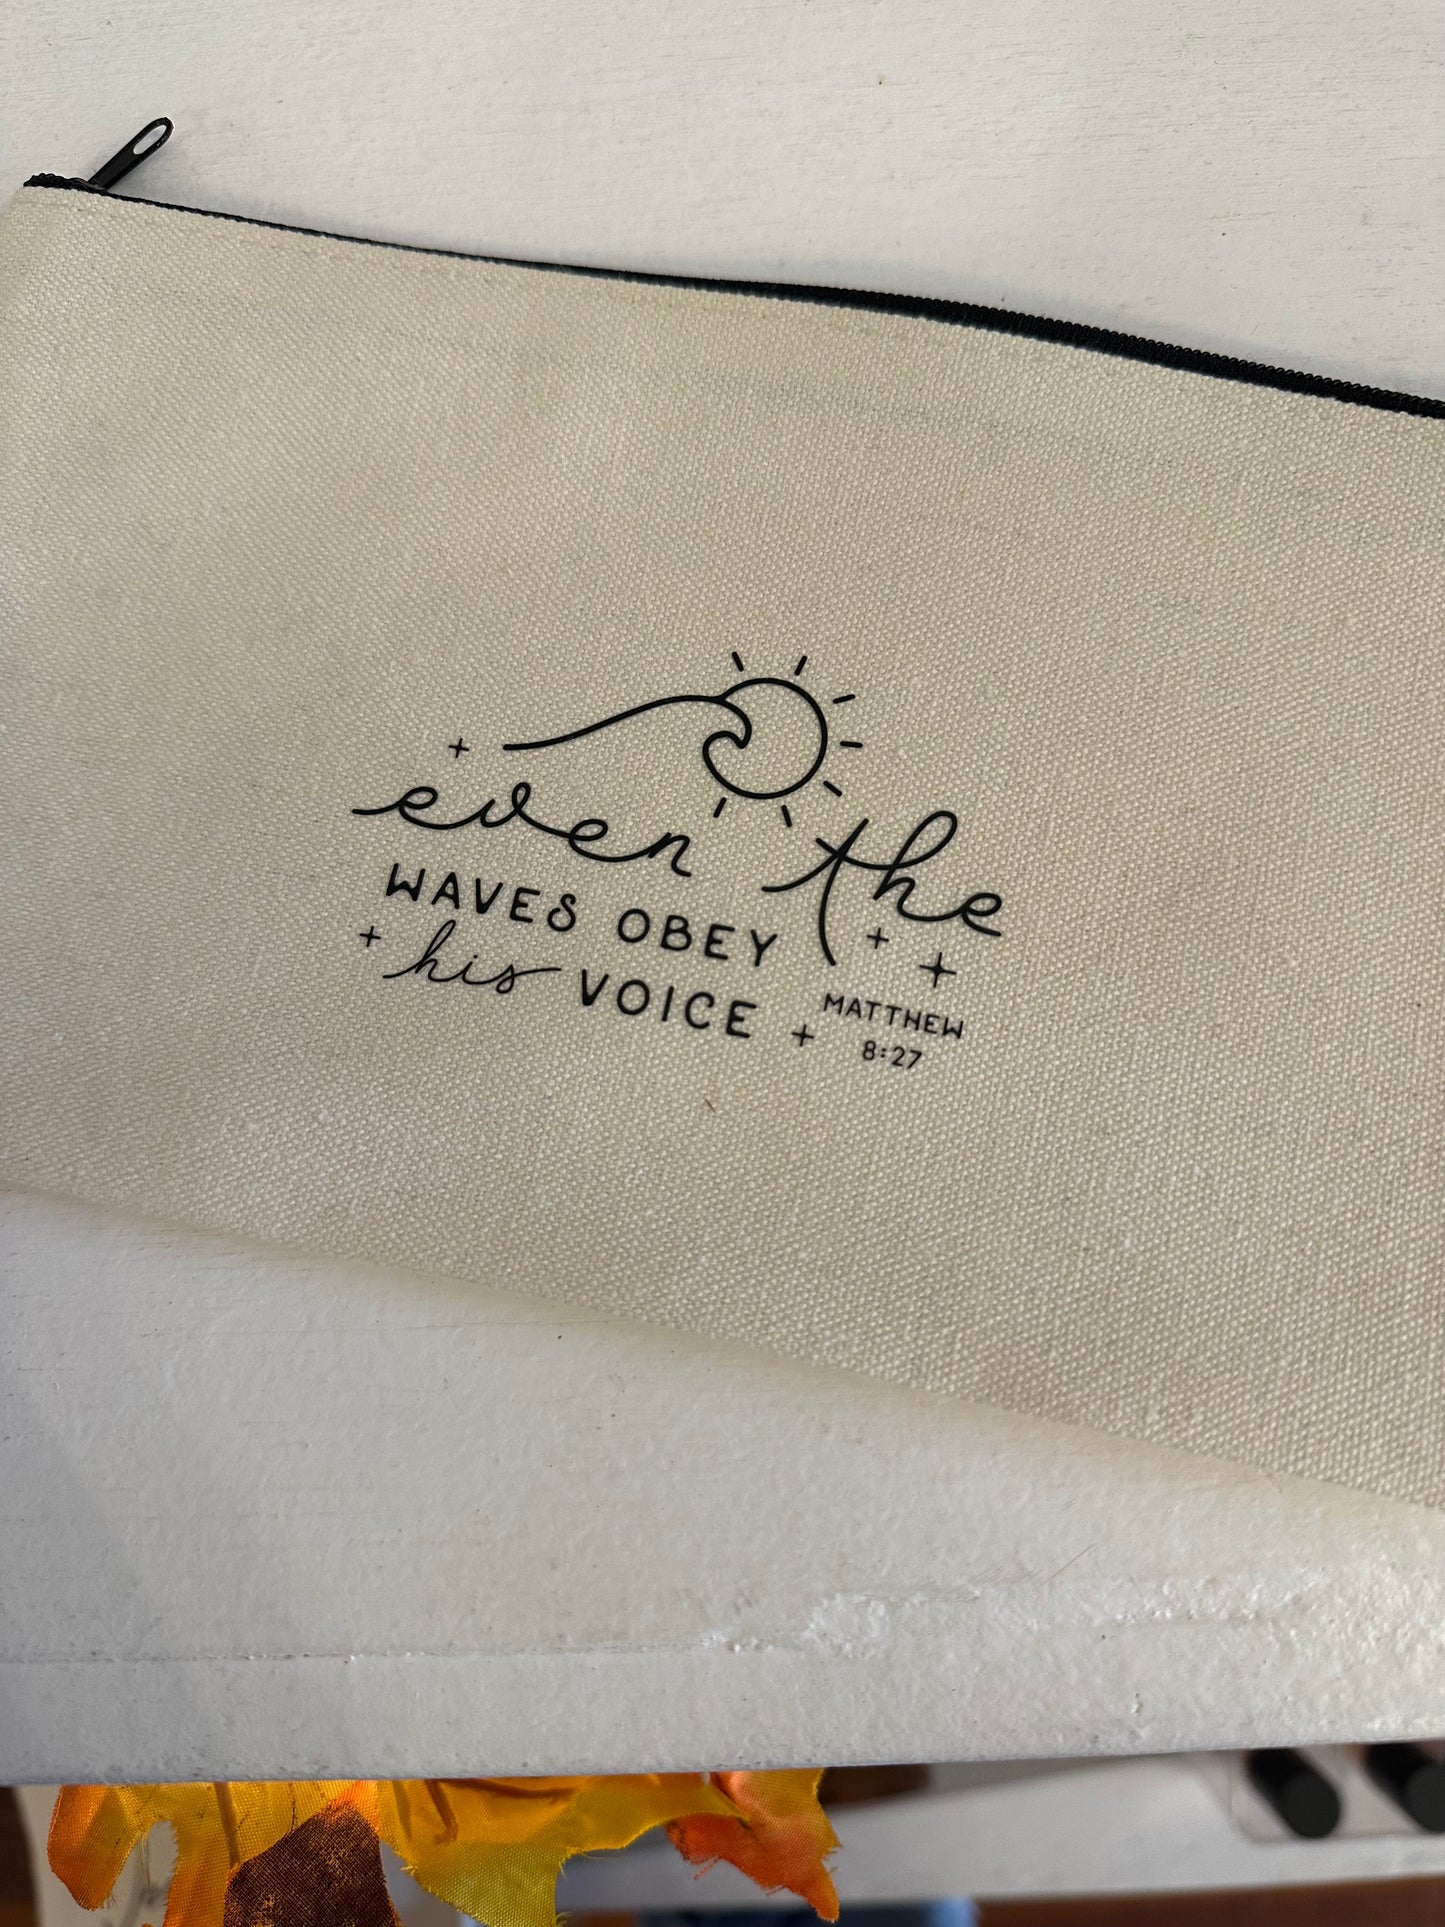 even the
WAVES OBEY
his VOICE
MATTHEW
8:27